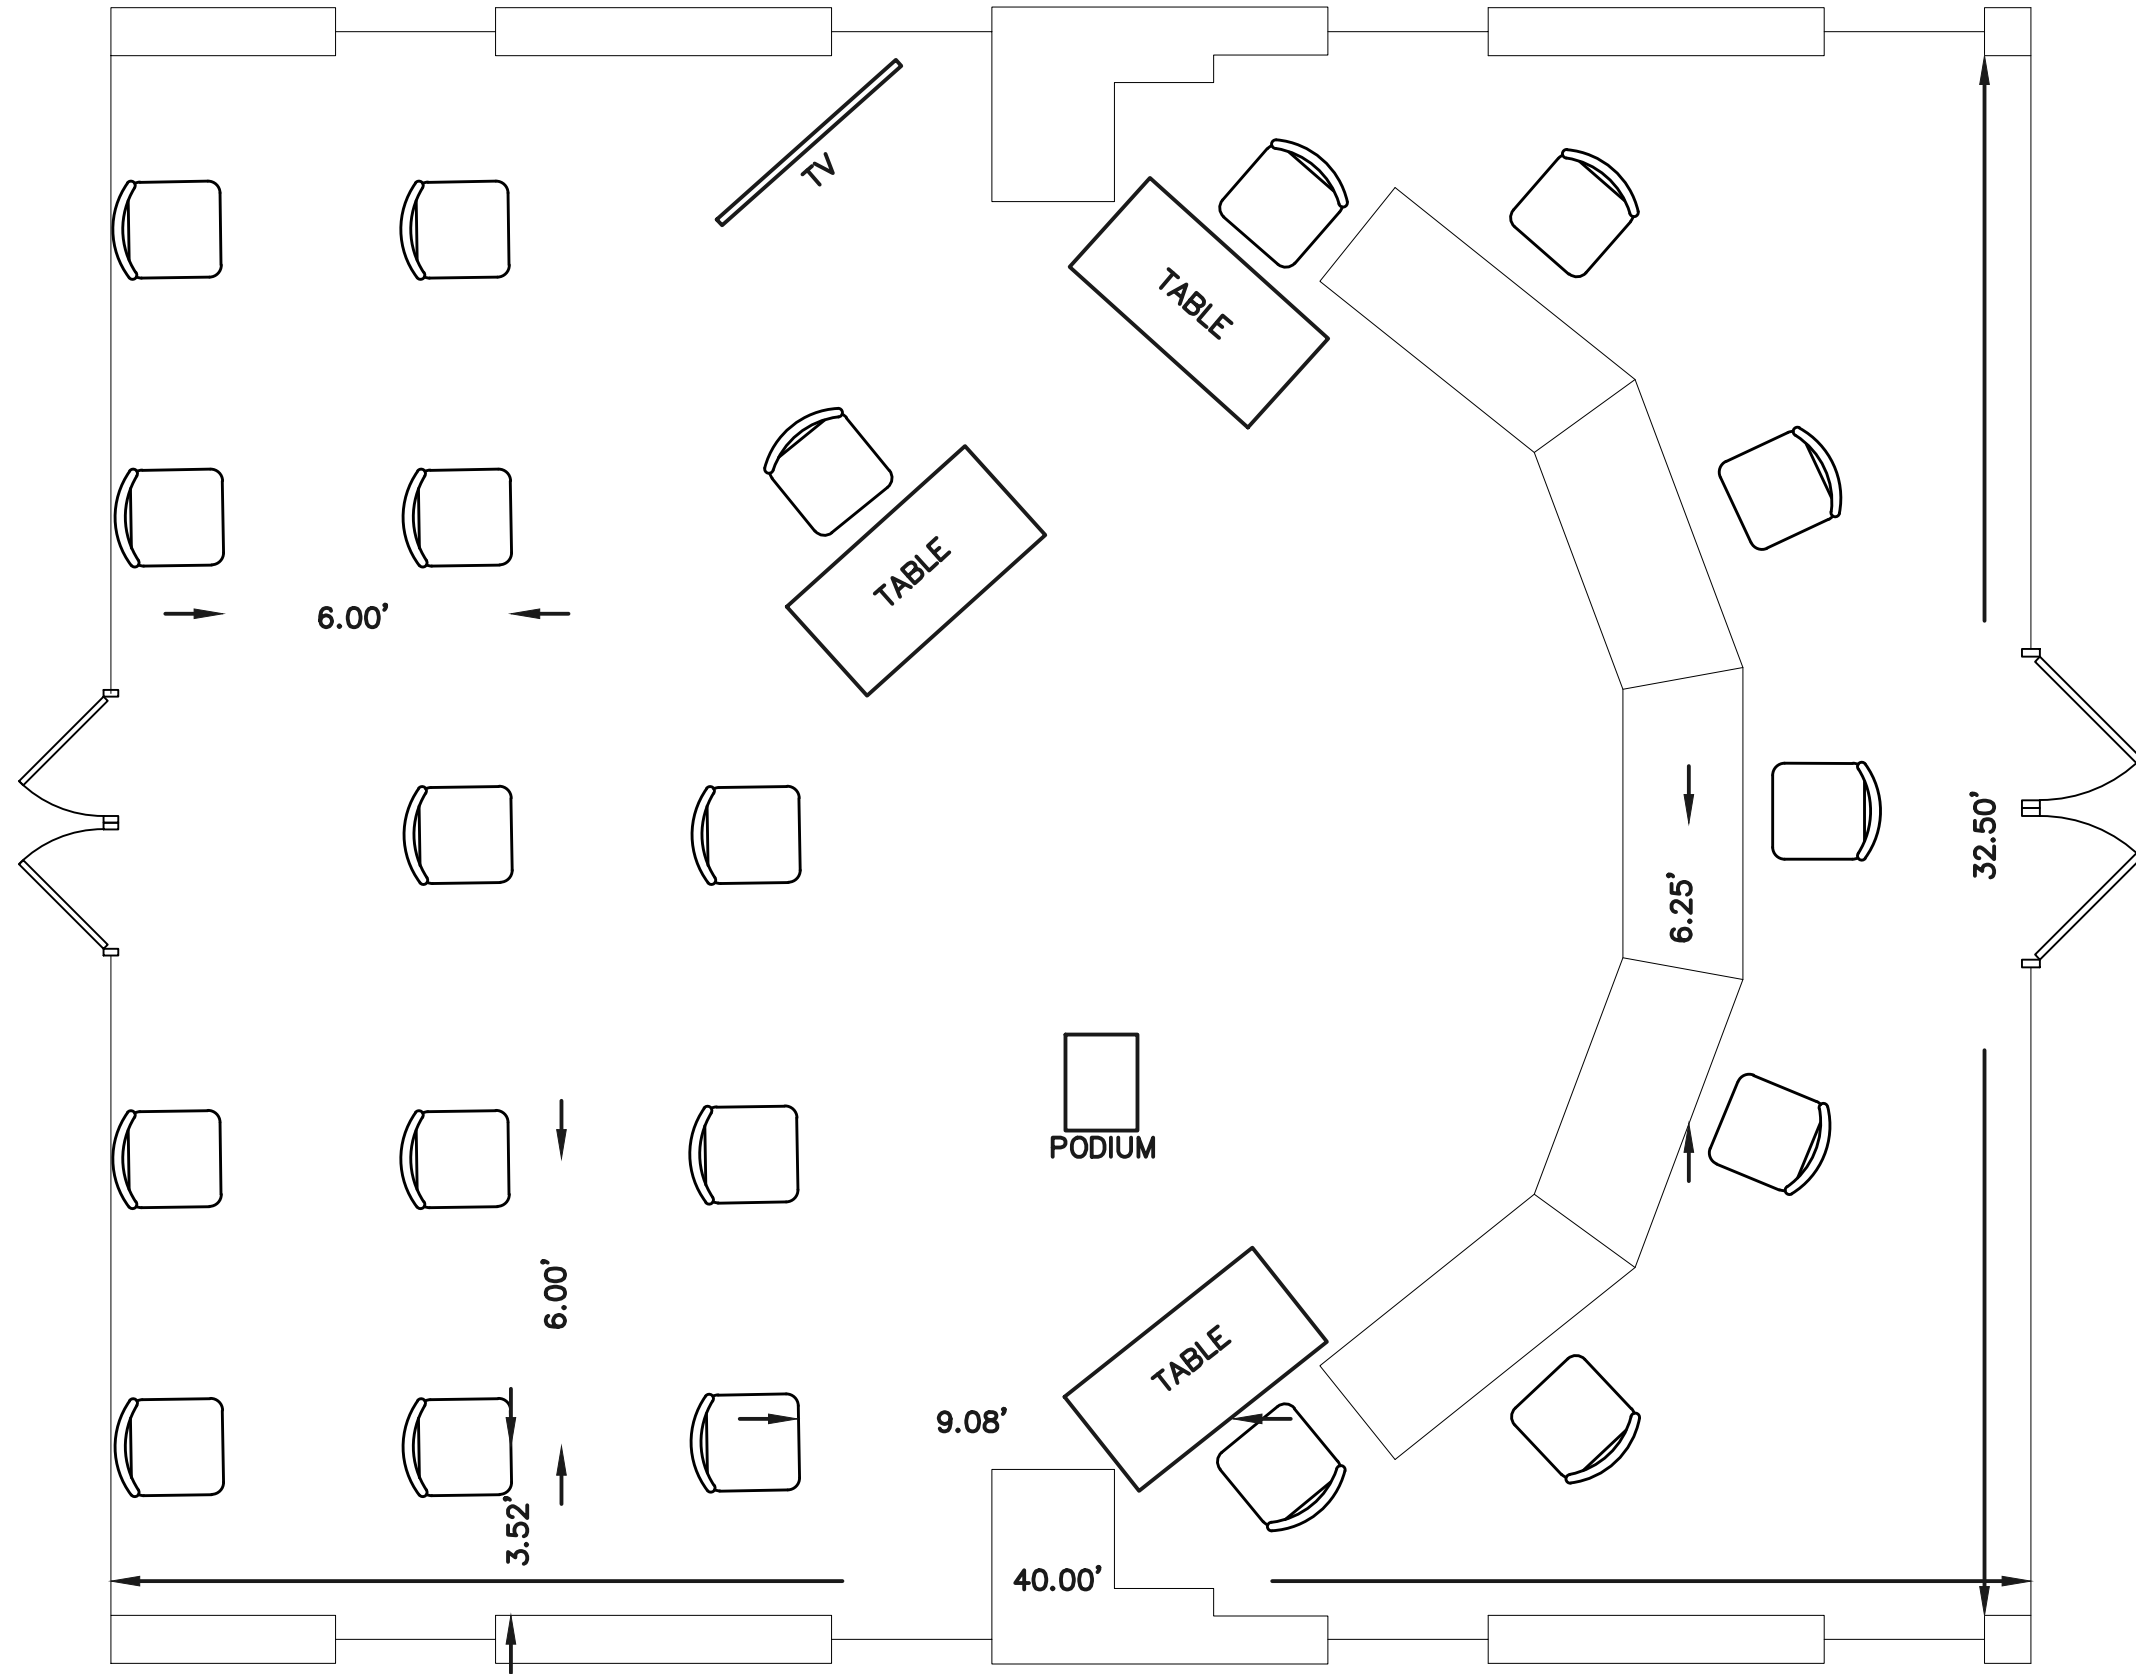 TV
TABLE
TABLE
6.00'
32.50'
6.25'
PODIUM
6.00'
TABLE
9.08'
3.52'
40.00'